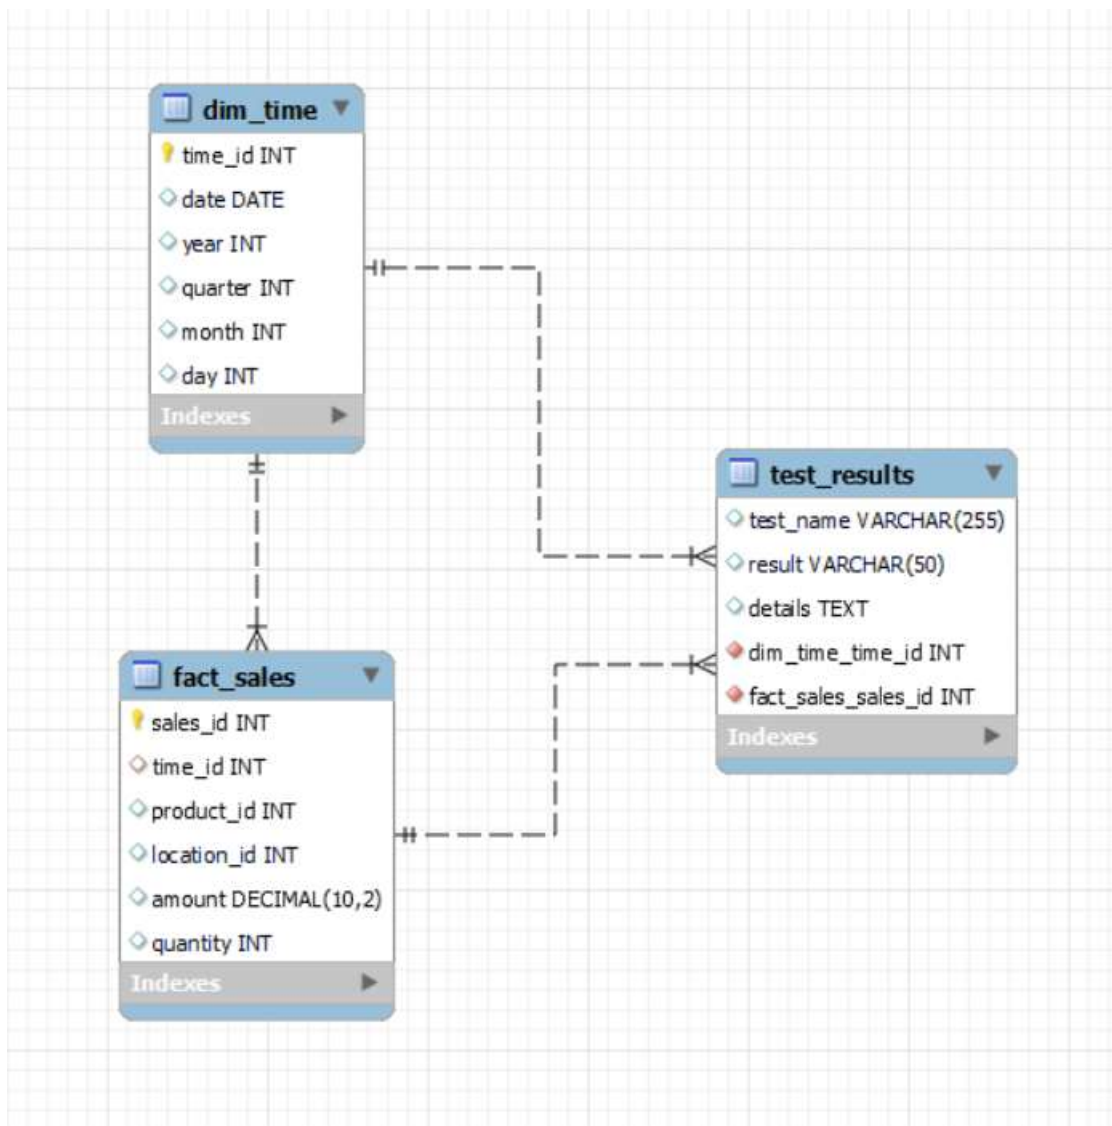 dim_time
time_id INT
date DATE
year INT
quarter INT
month INT
day INT
Indexes
test_results
test_name VARCHAR(255)
result VARCHAR(50)
details TEXT
dim_time_time_id INT
fact_sales_sales_id INT
Indexes
fact_sales
sales_id INT
time_id INT
product_id INT
location_id INT
amount DECIMAL(10,2)
quantity INT
Indexes